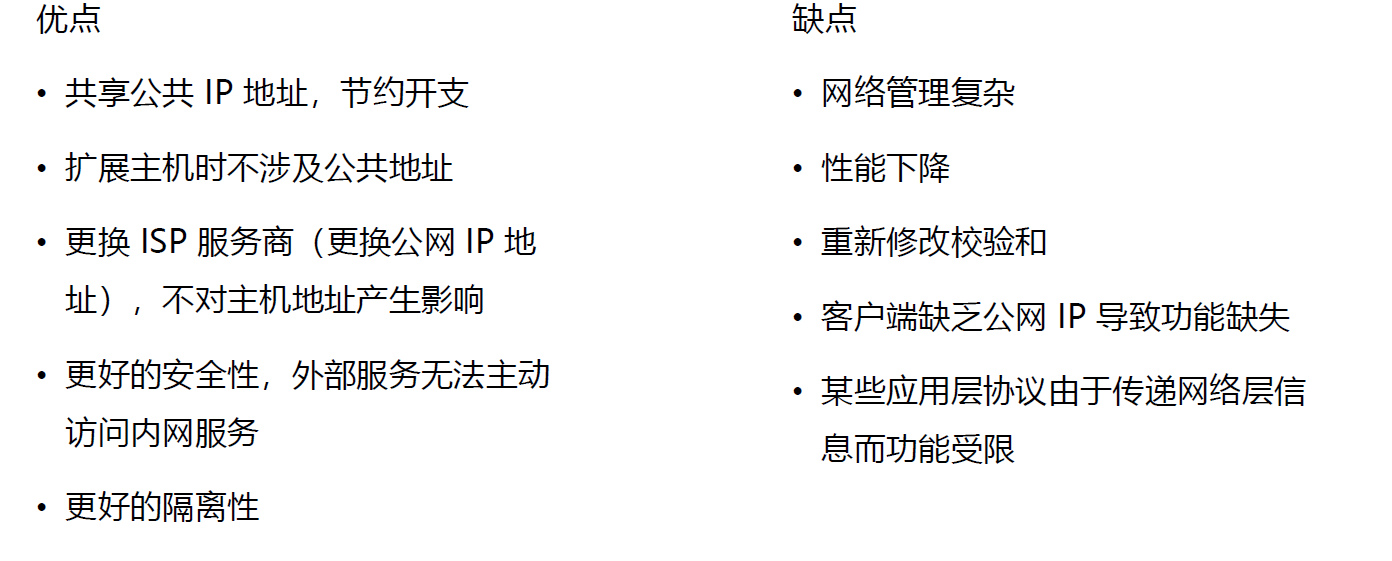 优点
• 共享公共 IP 地址，节约开支
• 扩展主机时不涉及公共地址
• 更换 ISP 服务商（更换公网 IP 地
址），不对主机地址产生影响
• 更好的安全性，外部服务无法主动
访问内网服务
• 更好的隔离性
缺点
• 网络管理复杂
• 性能下降
• 重新修改校验和
• 客户端缺乏公网 IP 导致功能缺失
• 某些应用层协议由于传递网络层信
息而功能受限